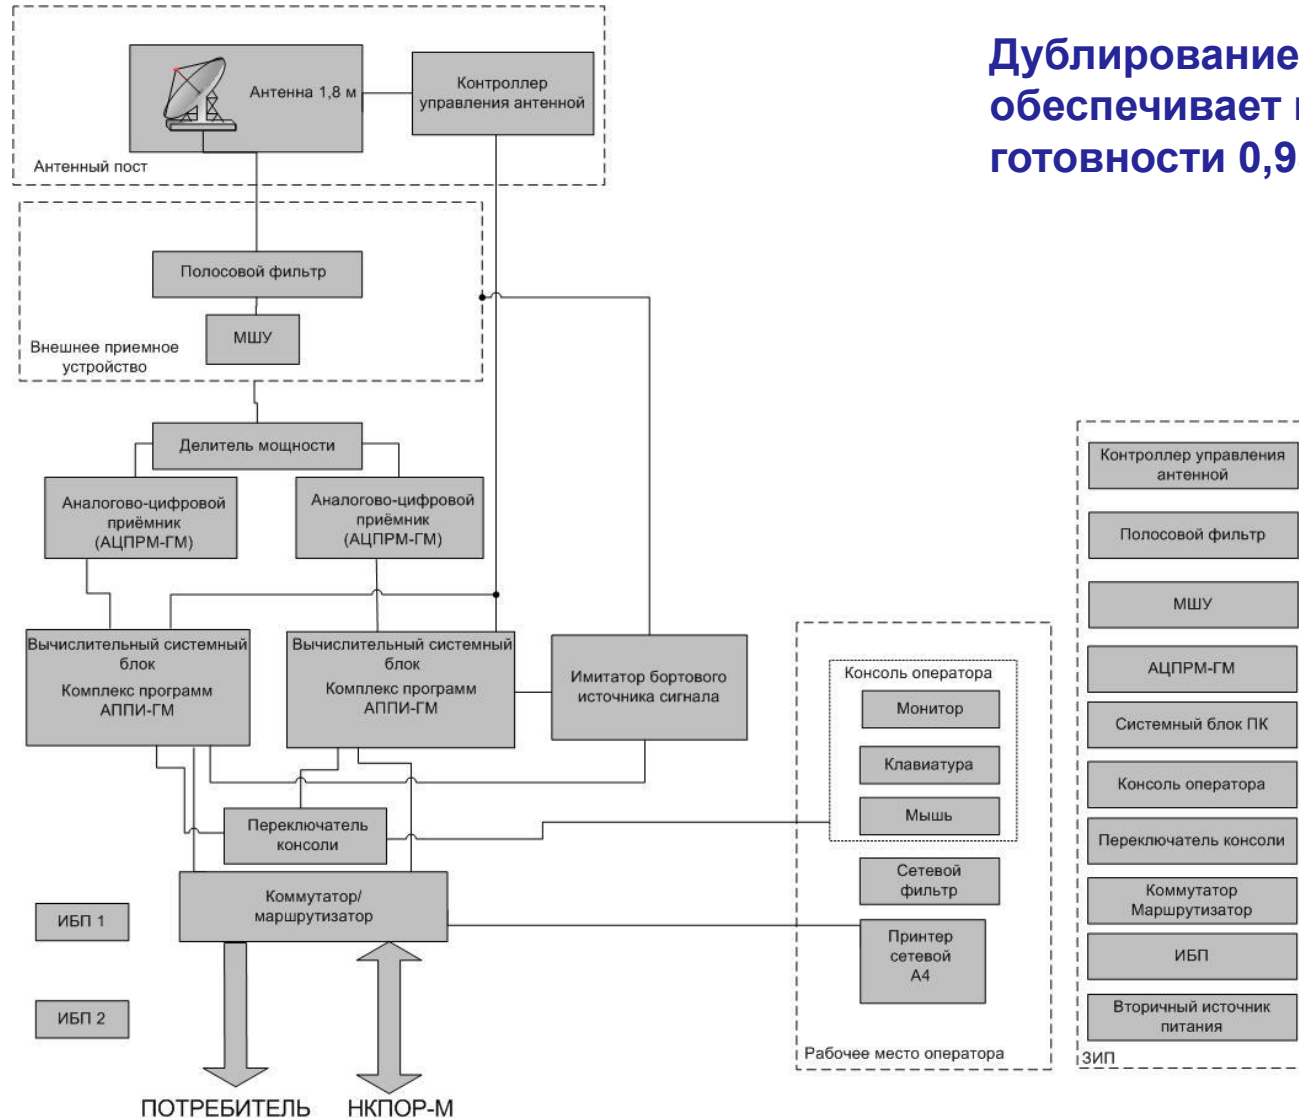 Дублирование
обеспечивает
готовности 0,9
Антенна 1,8 м
Контроллер
управления антенной
Антенный пост
Полосовой фильтр
МШУ
Внешнее приемное
устройство
Делитель мощности
Аналогово-цифровой
приёмник
(АЦПРМ-ГМ)
Аналогово-цифровой
приёмник
(АЦПРМ-ГМ)
Вычислительный системный
блок
Комплекс программ
АППИ-ГМ
Вычислительный системный
блок
Комплекс программ
АППИ-ГМ
Имитатор бортового
источника сигнала
Переключатель
консоли
Коммутатор/
маршрутизатор
ИБП 1
ИБП 2
ПОТРЕБИТЕЛЬ
НКПОР-М
Консоль оператора
Монитор
Клавиатура
Мышь
Сетевой
фильтр
Принтер
сетевой
А4
Рабочее место оператора
Контроллер управления
антенной
Полосовой фильтр
МШУ
АЦПРМ-ГМ
Системный блок ПК
Консоль оператора
Переключатель консоли
Коммутатор
Маршрутизатор
ИБП
Вторичный источник
питания
ЗИП